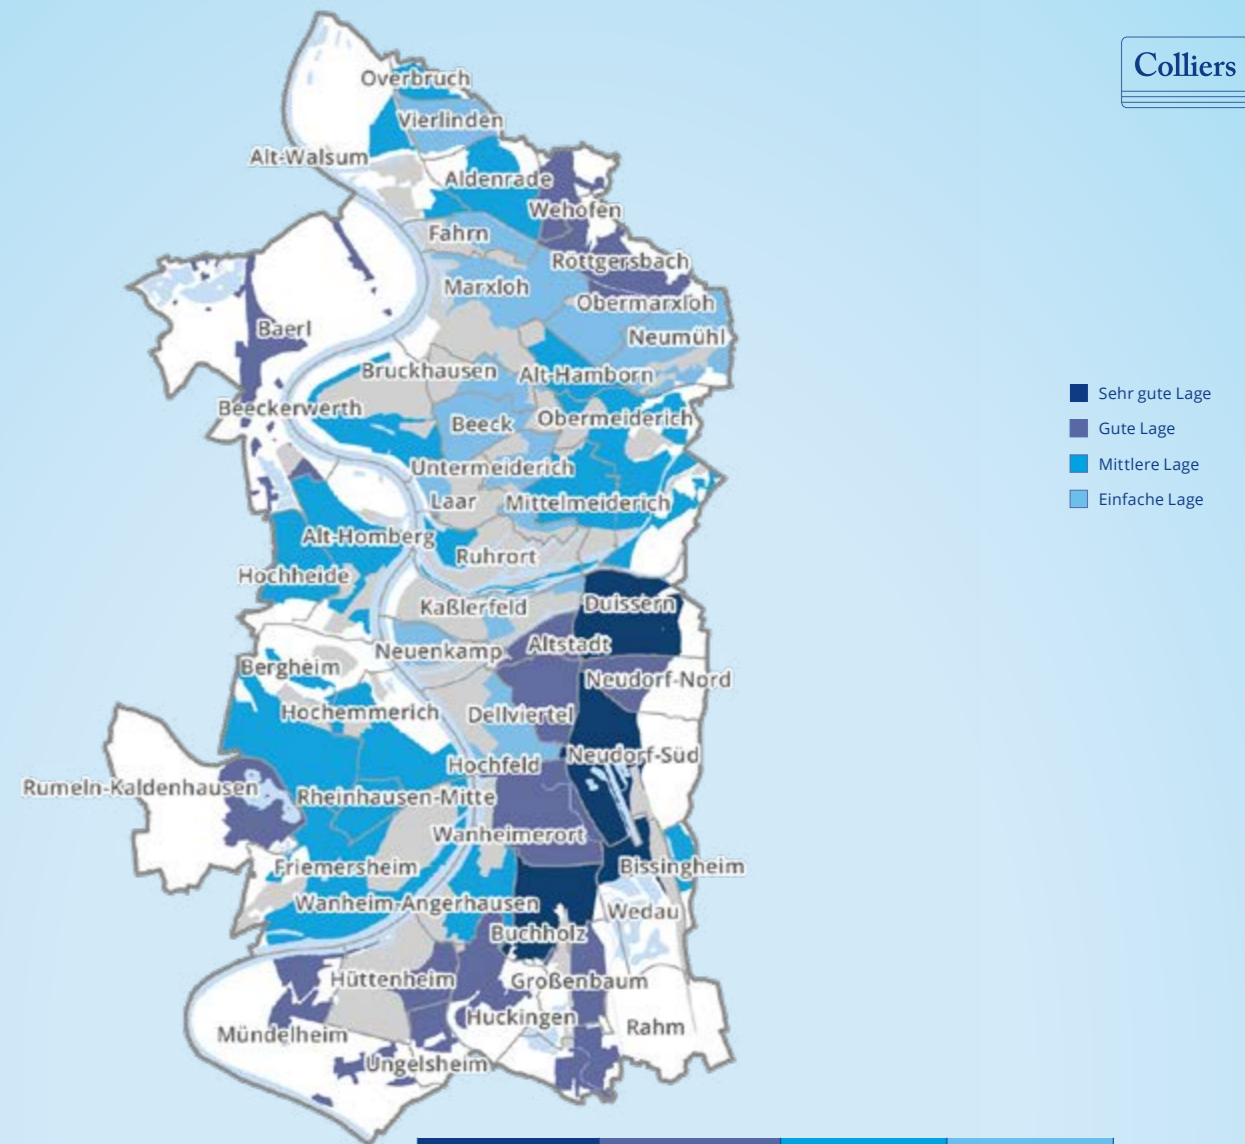 Colliers
Overbruch
Vierlinden
Alt-Walsum
Aldenrade
Wehofen
Fahrn
Röttgersbach
Marxloh
Obermarxloh
Baerl
Neumühl
Bruckhausen
Alt-Hamborn
Beeckerwerth
Beeck
Obermeiderich
Untermeiderich
Laar
Mittelmeiderich
Alt-Homberg
Ruhrort
Hochheide
Kaßlerfeld
Duissern
Neuenkamp
Altstadt
Bergheim
Neudorf-Nord
Hochemmerich
Dellviertel
Neudorf-Süd
Hochfeld
Rumeln-Kaldenhausen
Rheinhausen-Mitte
Wanheimerort
Friemersheim
Bissingheim
Wanheim-Angerhausen
Wedau
Buchholz
Hüttenheim
Großenbaum
Huckingen
Rahm
Mündelheim
Ungelsheim
Sehr gute Lage
Gute Lage
Mittlere Lage
Einfache Lage